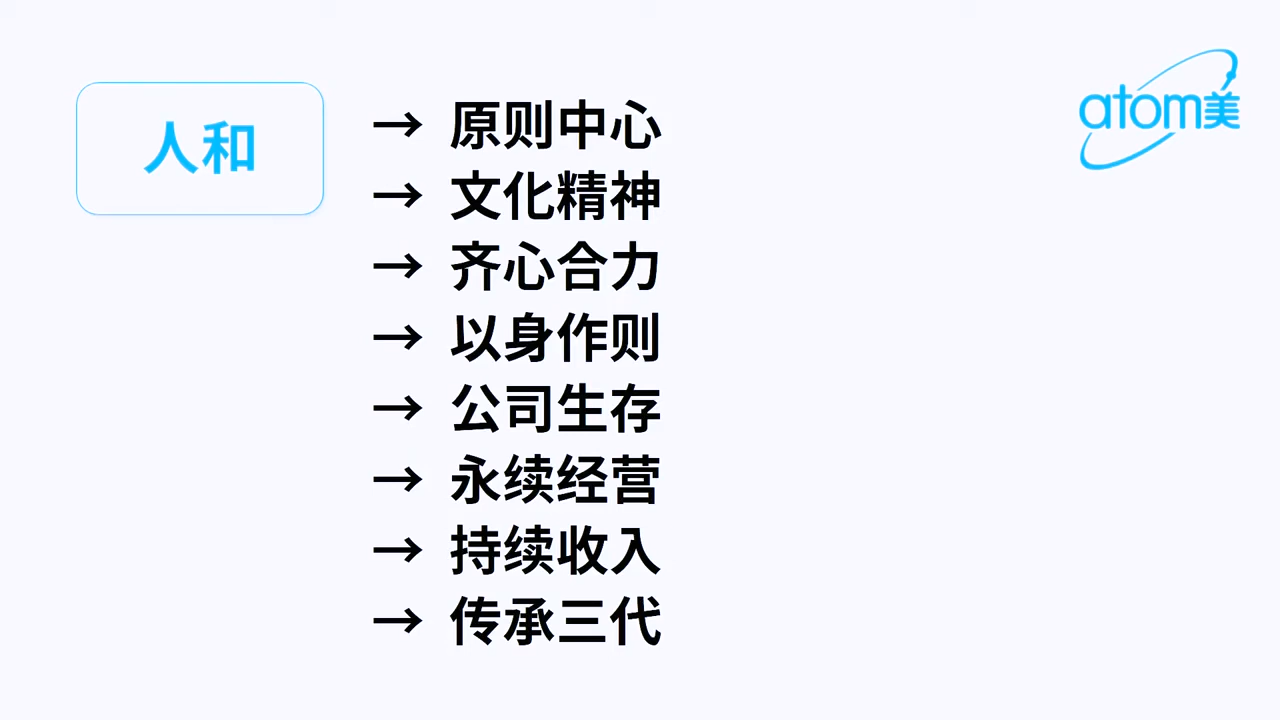 人和
→ 原则中心
→ 文化精神
→ 齐心合力
→ 以身作则
→ 公司生存
→ 永续经营
→ 持续收入
→ 传承三代
atom美